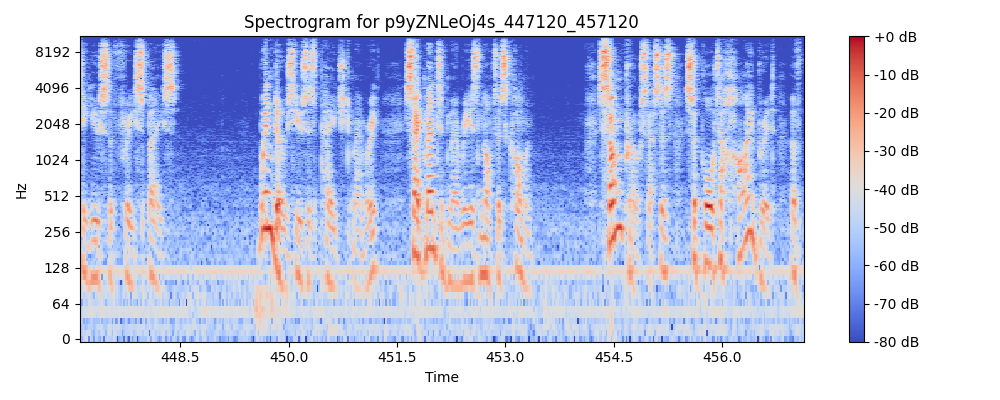 Spectrogram for p9yZNLeOj4s_447120_457120
8192
4096
2048
1024
512
256
128
64
0
Hz
448.5 450.0 451.5 453.0 454.5 456.0
Time
+0 dB
-10 dB
-20 dB
-30 dB
-40 dB
-50 dB
-60 dB
-70 dB
-80 dB